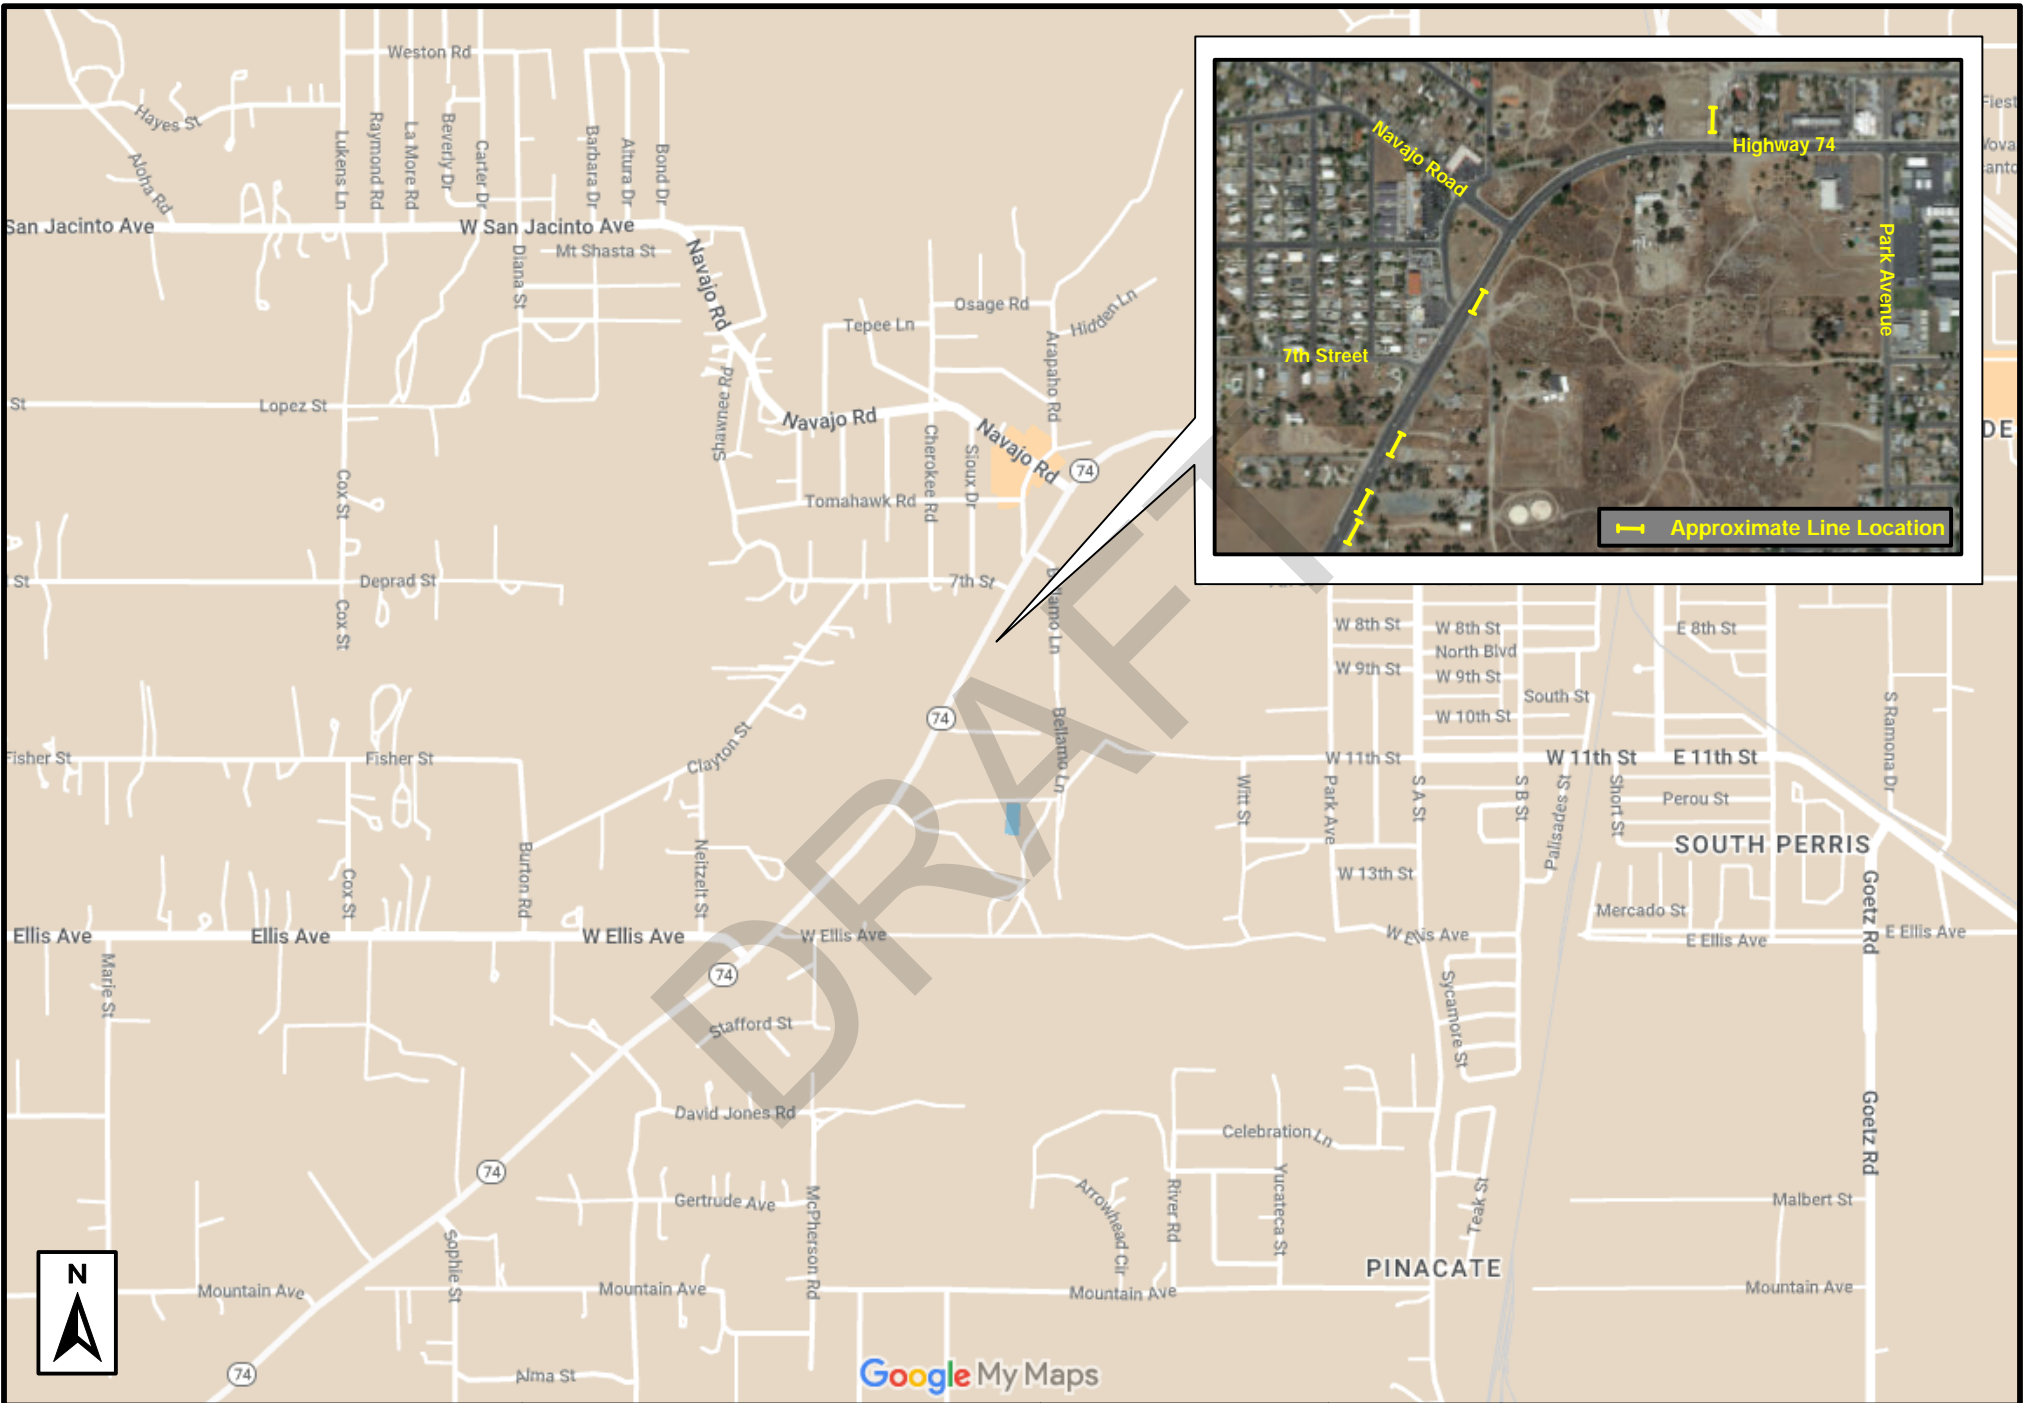 Weston Rd
Hayes St
Aloha Rd
Lukens Ln
Raymond Rd
La More Rd
Beverly Dr
Carter Dr
Barbara Dr
Altura Dr
Bond Dr
San Jacinto Ave
W San Jacinto Ave
Mt Shasta St
Diana St
Navajo Rd
Osage Rd
Hidden Ln
Tepee Ln
Arapaho Rd
Shawnee Rd
St
Lopez St
Navajo Rd
Navajo Rd
74
Cherokee Rd
Sioux Dr
Tomahawk Rd
Cox St
St
Deprad St
7th St
Cox St
Bellamo Ln
Navajo Road
Highway 74
Park Avenue
7th Street
Approximate Line Location
Fiest
DE
W 8th St
W 8th St
E 8th St
North Blvd
W 9th St
W 9th St
South St
W 10th St
S Ramona Dr
74
Bellamo Ln
Clayton St
Fisher St
Fisher St
W 11th St
W 11th St
E 11th St
Witt St
Park Ave
S A St
S B St
Palisades St
Short St
Perou St
SOUTH PERRIS
Burton Rd
Neitzelt St
Cox St
W 13th St
Goetz Rd
Mercado St
Ellis Ave
Ellis Ave
W Ellis Ave
W Ellis Ave
W Ellis Ave
E Ellis Ave
E Ellis Ave
Marie St
74
Sycamore St
Stafford St
DRAFT
David Jones Rd
Celebration Ln
Goetz Rd
74
Gertrude Ave
McPherson Rd
Arrowhead Cir
River Rd
Yucateca St
Teak St
Malbert St
Sophie St
PINACATE
N
Mountain Ave
Mountain Ave
Mountain Ave
Mountain Ave
74
Alma St
Google My Maps